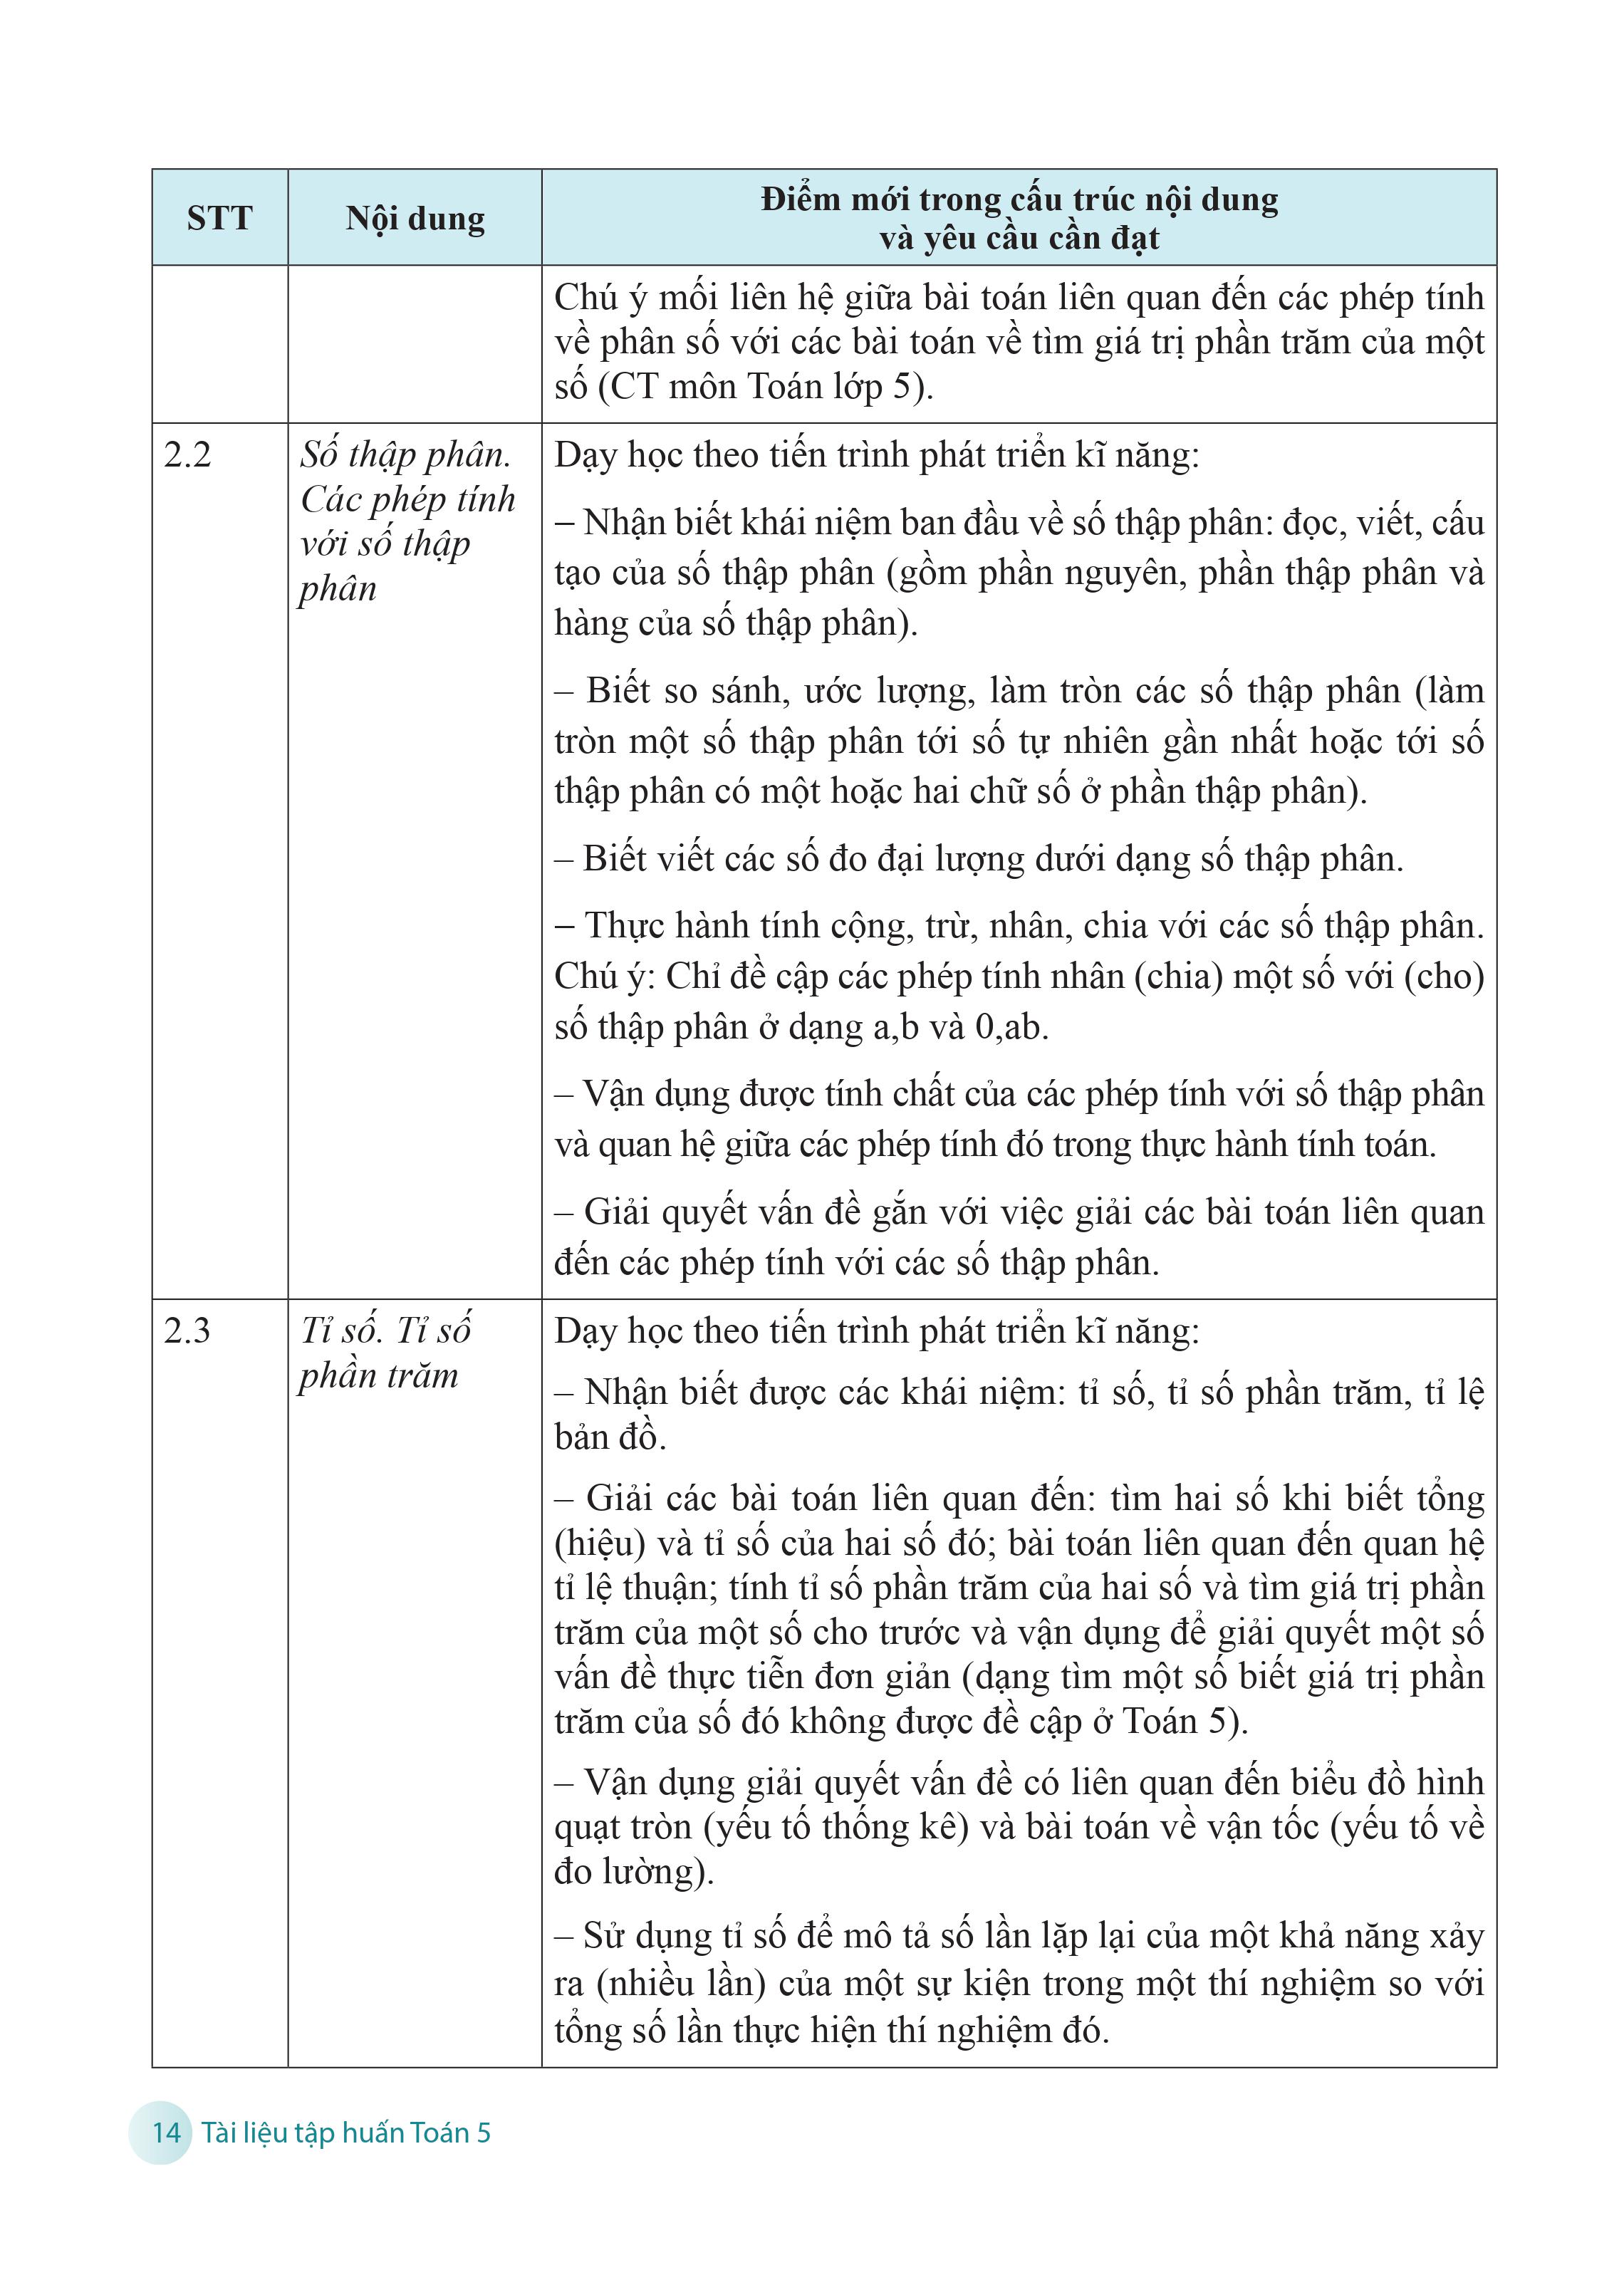 STT
Nội dung
Điểm mới trong cấu trúc nội dung
và yêu cầu cần đạt
Chú ý mối liên hệ giữa bài toán liên quan đến các phép tính
về phân số với các bài toán về tìm giá trị phần trăm của một
số (CT môn Toán lớp 5).
2.2
Số thập phân.
Các phép tính
với số thập
phân
Dạy học theo tiến trình phát triển kĩ năng:
– Nhận biết khái niệm ban đầu về số thập phân: đọc, viết, cấu
tạo của số thập phân (gồm phần nguyên, phần thập phân và
hàng của số thập phân).
– Biết so sánh, ước lượng, làm tròn các số thập phân (làm
tròn một số thập phân tới số tự nhiên gần nhất hoặc tới số
thập phân có một hoặc hai chữ số ở phần thập phân).
– Biết viết các số đo đại lượng dưới dạng số thập phân.
– Thực hành tính cộng, trừ, nhân, chia với các số thập phân.
Chú ý: Chỉ đề cập các phép tính nhân (chia) một số với (cho)
số thập phân ở dạng a,b và 0,ab.
– Vận dụng được tính chất của các phép tính với số thập phân
và quan hệ giữa các phép tính đó trong thực hành tính toán.
– Giải quyết vấn đề gắn với việc giải các bài toán liên quan
đến các phép tính với các số thập phân.
2.3
Tỉ số. Tỉ số
phần trăm
Dạy học theo tiến trình phát triển kĩ năng:
– Nhận biết được các khái niệm: tỉ số, tỉ số phần trăm, tỉ lệ
bản đồ.
– Giải các bài toán liên quan đến: tìm hai số khi biết tổng
(hiệu) và tỉ số của hai số đó; bài toán liên quan đến quan hệ
tỉ lệ thuận; tính tỉ số phần trăm của hai số và tìm giá trị phần
trăm của một số cho trước và vận dụng để giải quyết một số
vấn đề thực tiễn đơn giản (dạng tìm một số biết giá trị phần
trăm của số đó không được đề cập ở Toán 5).
– Vận dụng giải quyết vấn đề có liên quan đến biểu đồ hình
quạt tròn (yếu tố thống kê) và bài toán về vận tốc (yếu tố về
đo lường).
– Sử dụng tỉ số để mô tả số lần lặp lại của một khả năng xảy
ra (nhiều lần) của một sự kiện trong một thí nghiệm so với
tổng số lần thực hiện thí nghiệm đó.
14 Tài liệu tập huấn Toán 5